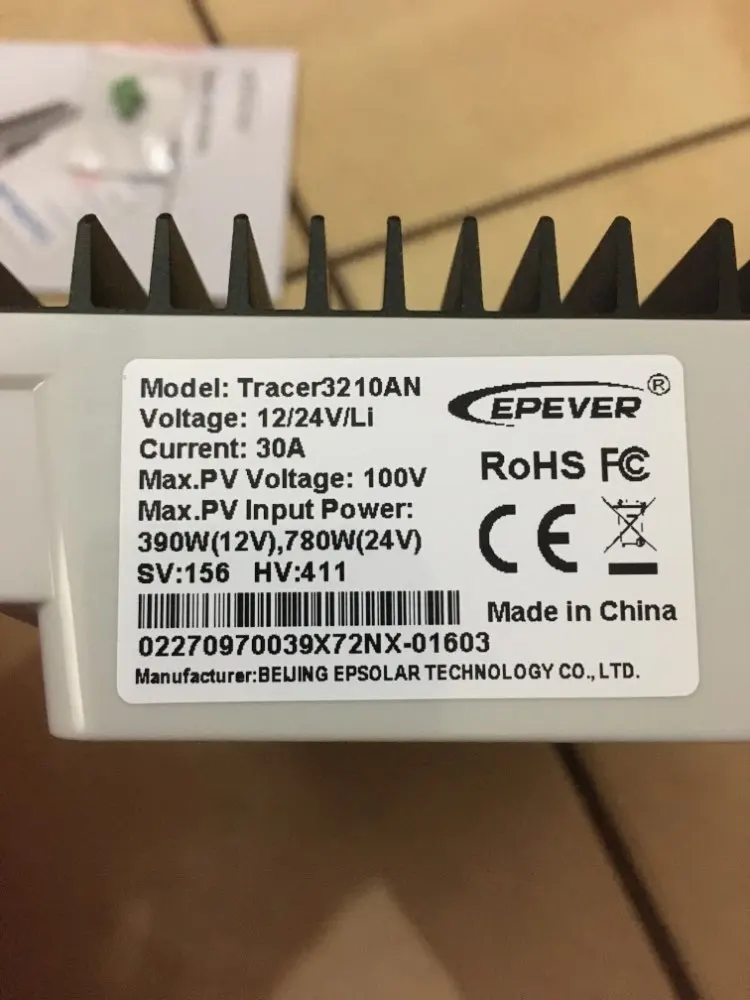 Model: Tracer3210AN
Voltage: 12/24V/Li
Current: 30A
Max.PV Voltage: 100V
Max.PV Input Power:
390W(12V),780W(24V)
SV:156 HV:411
02270970039X72NX-01603
Manufacturer:BEIJING EPSOLAR TECHNOLOGY CO., LTD.
EPEVER®
RoHS FC
CE
Made in China